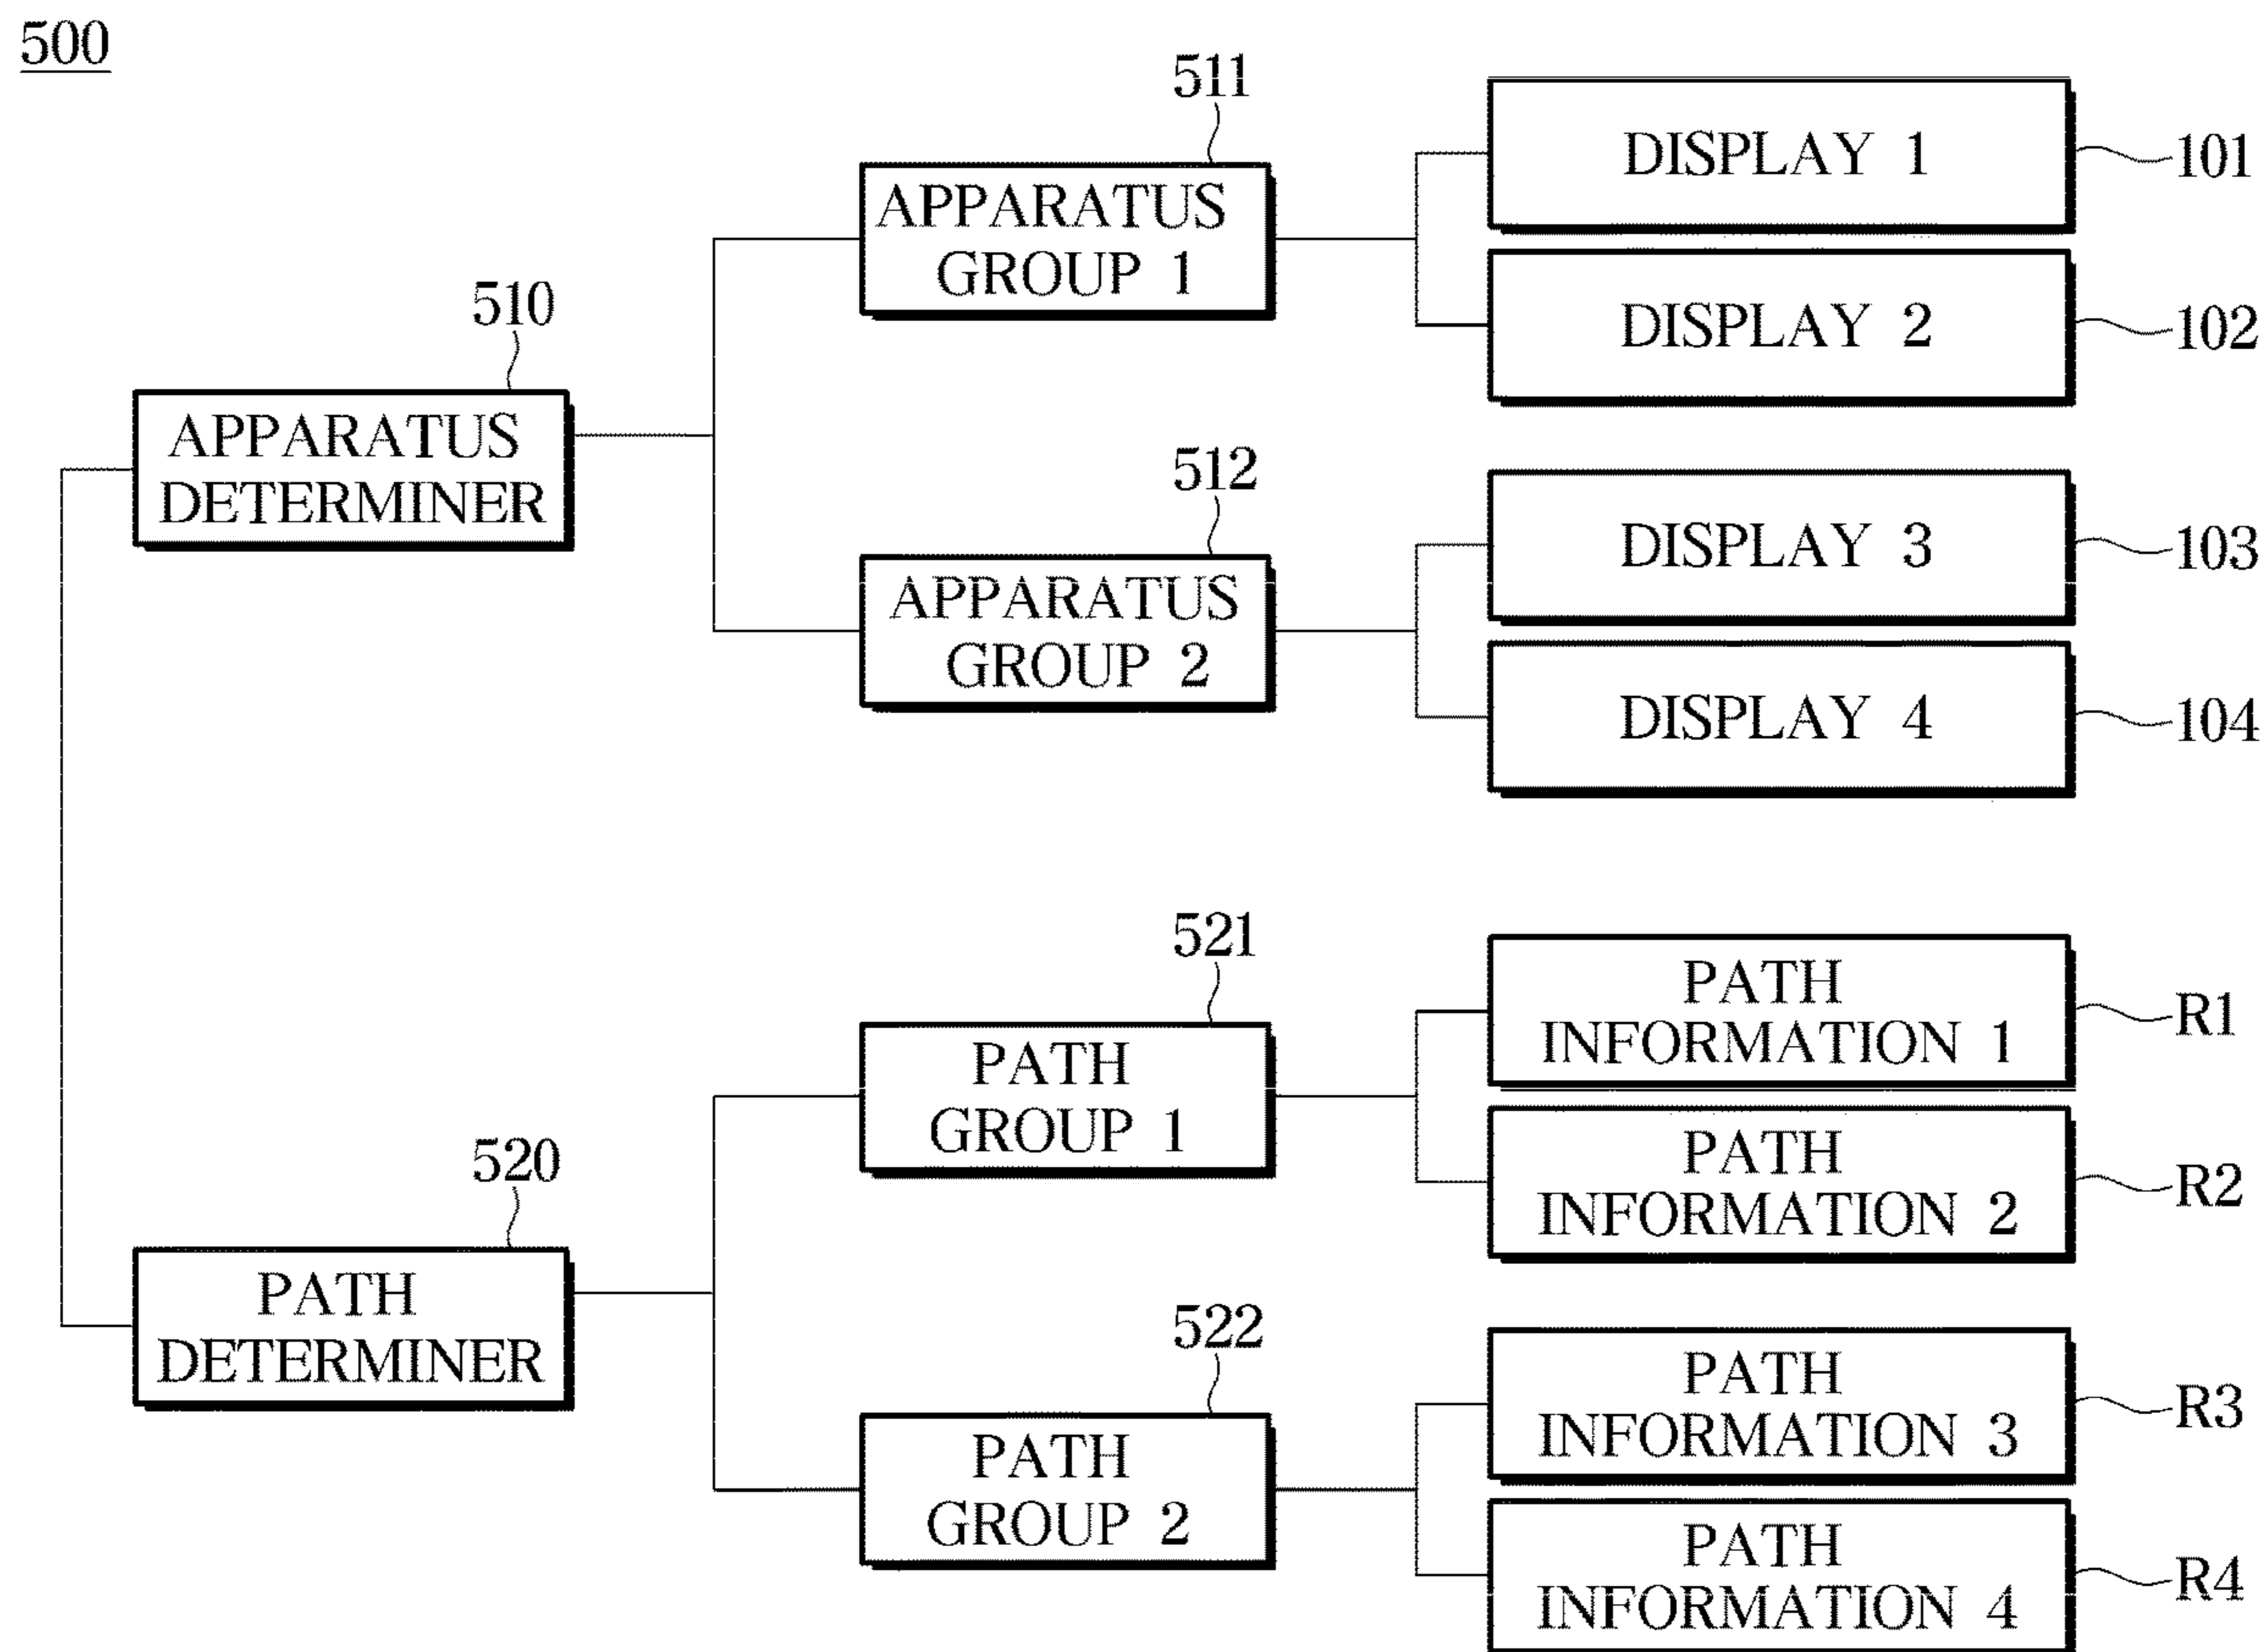 500
511
APPARATUS
GROUP 1
DISPLAY 1
101
DISPLAY 2
102
510
APPARATUS
DETERMINER
512
APPARATUS
GROUP 2
DISPLAY 3
103
DISPLAY 4
104
521
PATH
GROUP 1
PATH
INFORMATION 1
R1
PATH
INFORMATION 2
R2
520
PATH
DETERMINER
522
PATH
GROUP 2
PATH
INFORMATION 3
R3
PATH
INFORMATION 4
R4